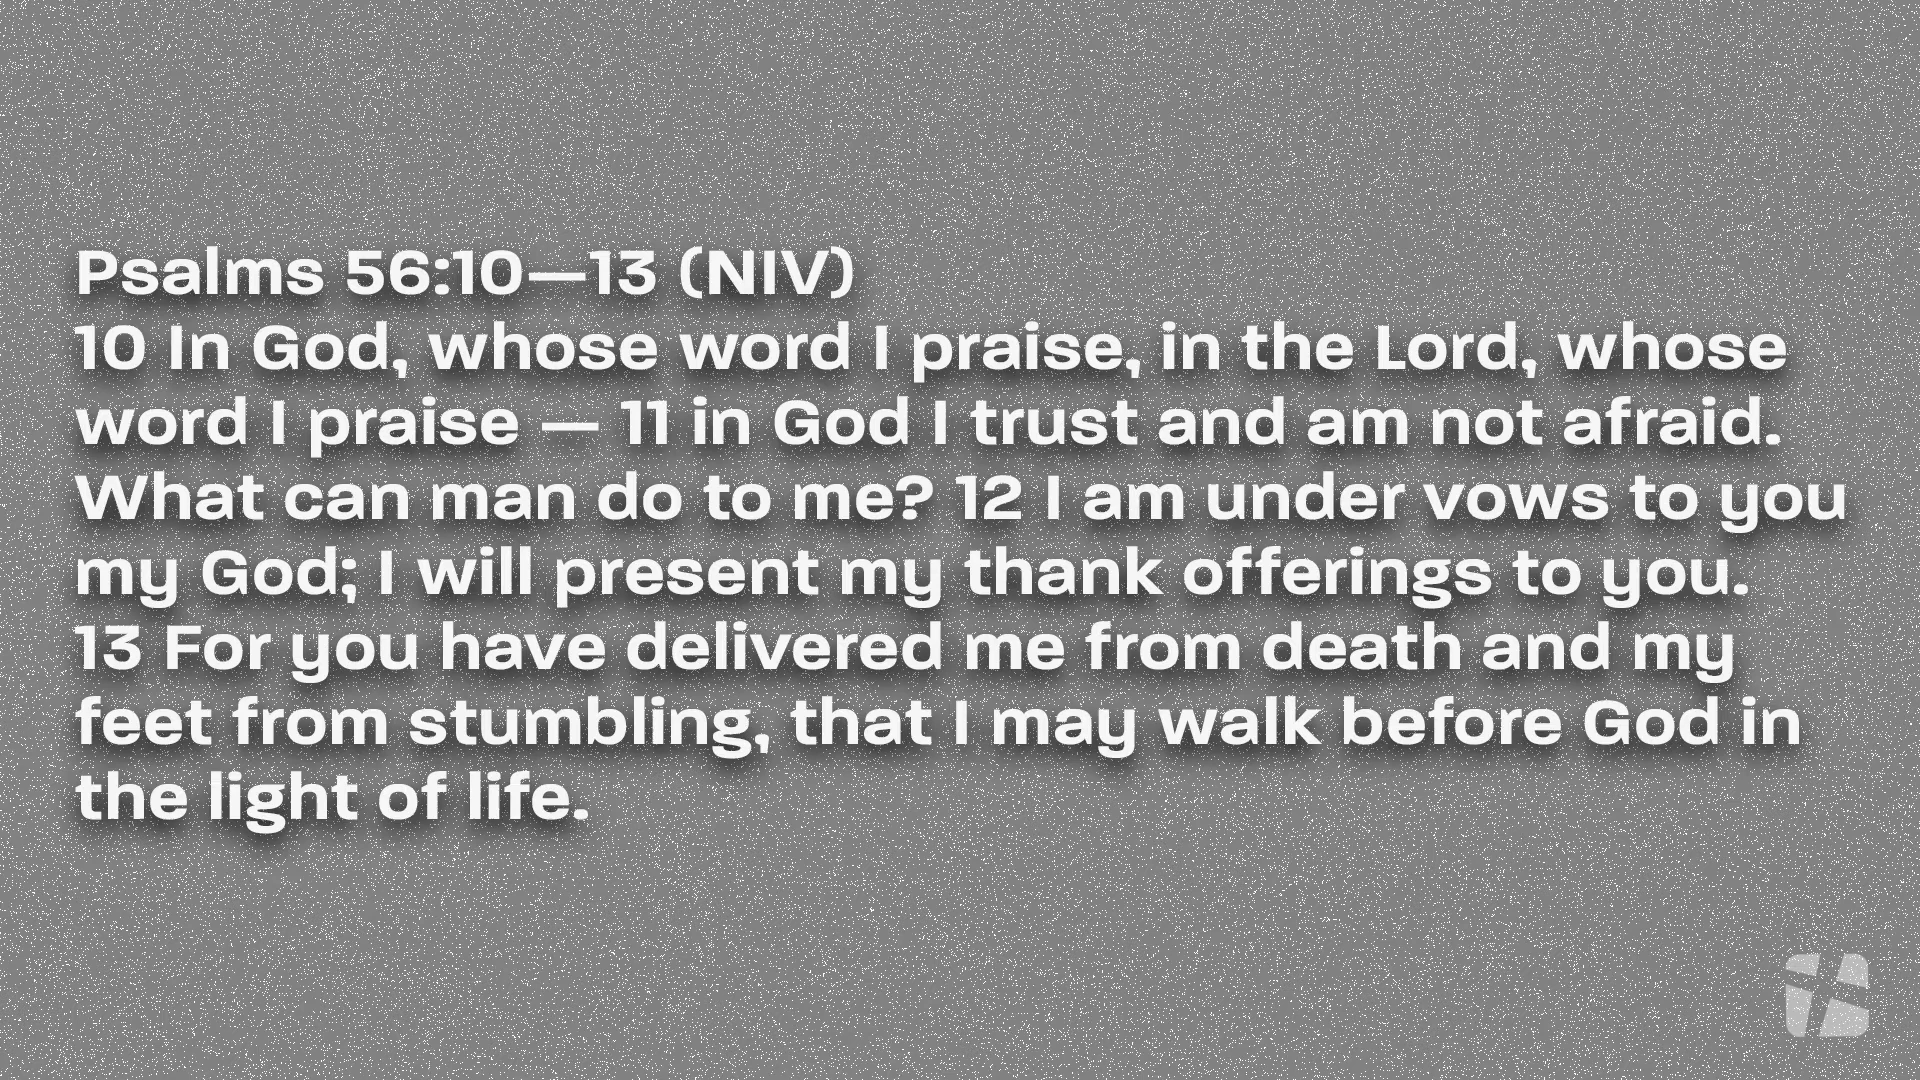 Psalms 56:10—13 (NIV)
10 In God, whose word I praise, in the Lord, whose
word I praise — 11 in God I trust and am not afraid.
What can man do to me? 12 I am under vows to you
my God; I will present my thank offerings to you.
13 For you have delivered me from death and my
feet from stumbling, that I may walk before God in
the light of life.